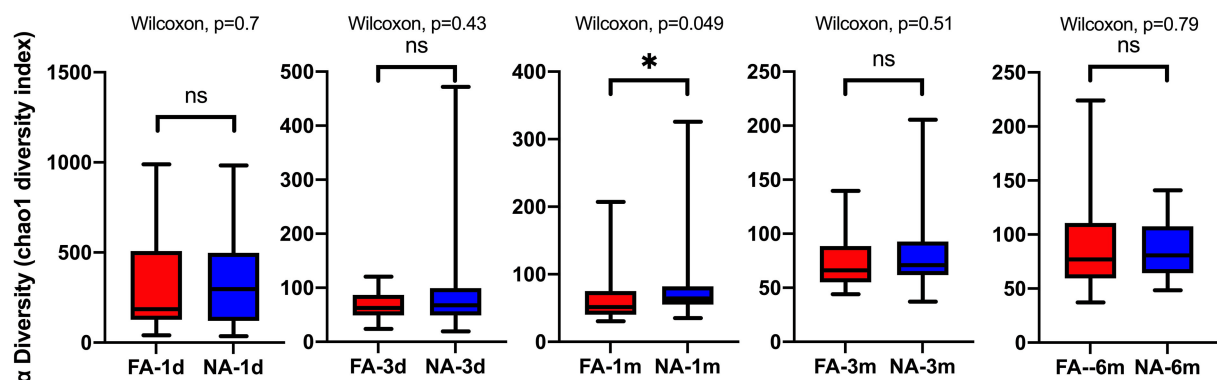 Wilcoxon, p=0.7
Wilcoxon, p=0.43
Wilcoxon, p=0.049
Wilcoxon, p=0.51
Wilcoxon, p=0.79
α Diversity (chao1 diversity index)
ns
1500
1000
500
0
FA-1d NA-1d
ns
500
400
300
200
100
0
FA-3d NA-3d
*
400
300
200
100
0
FA-1m NA-1m
ns
250
200
150
100
50
0
FA-3m NA-3m
ns
250
200
150
100
50
0
FA--6m NA-6m